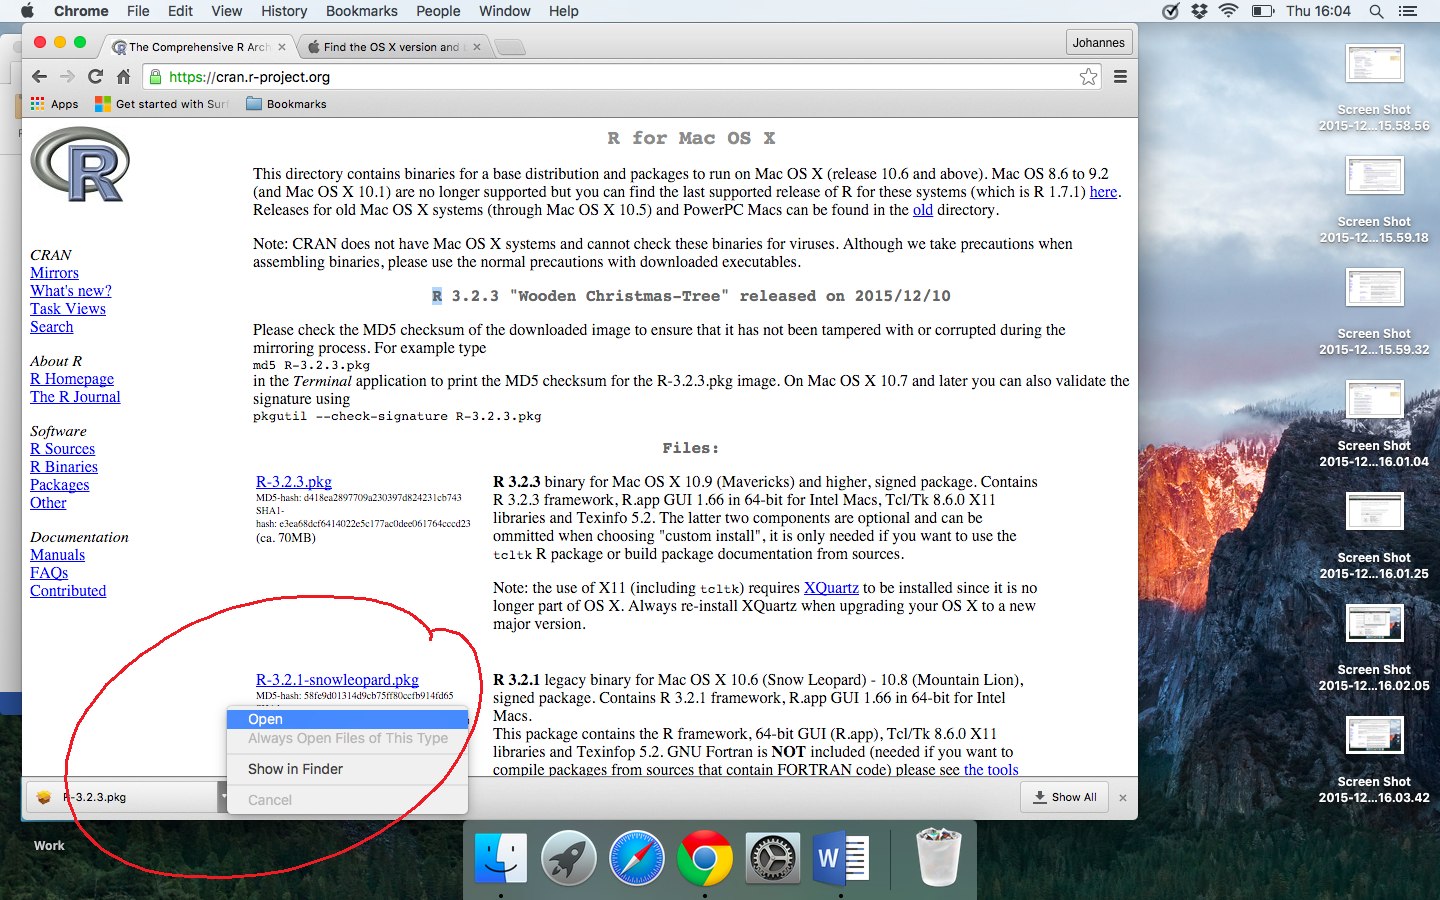 Chrome File Edit View History Bookmarks People Window Help Thu 16:04
The Comprehensive R Arch
Find the OS X version and
Johannes
https://cran.r-project.org
Apps Get started with Surf Bookmarks
R
CRAN
Mirrors
What's new?
Task Views
Search
About R
R Homepage
The R Journal
Software
R Sources
R Binaries
Packages
Other
Documentation
Manuals
FAQs
Contributed
R for Mac OS X
This directory contains binaries for a base distribution and packages to run on Mac OS X (release 10.6 and above). Mac OS 8.6 to 9.2
(and Mac OS X 10.1) are no longer supported but you can find the last supported release of R for these systems (which is R 1.7.1) here.
Releases for old Mac OS X systems (through Mac OS X 10.5) and PowerPC Macs can be found in the old directory.
Note: CRAN does not have Mac OS X systems and cannot check these binaries for viruses. Although we take precautions when
assembling binaries, please use the normal precautions with downloaded executables.
R 3.2.3 "Wooden Christmas-Tree" released on 2015/12/10
Please check the MD5 checksum of the downloaded image to ensure that it has not been tampered with or corrupted during the
mirroring process. For example type
md5 R-3.2.3.pkg
in the Terminal application to print the MD5 checksum for the R-3.2.3.pkg image. On Mac OS X 10.7 and later you can also validate the
signature using
pkgutil --check-signature R-3.2.3.pkg
Files:
R-3.2.3.pkg
MD5-hash: d418ea2897709a230397d824231cb743
SHA1-
hash: e3ea68dcf6414022e5c177ac0dee061764cccd23
(ca. 70MB)
R 3.2.3 binary for Mac OS X 10.9 (Mavericks) and higher, signed package. Contains
R 3.2.3 framework, R.app GUI 1.66 in 64-bit for Intel Macs, Tcl/Tk 8.6.0 X11
libraries and Texinfo 5.2. The latter two components are optional and can be
ommitted when choosing "custom install", it is only needed if you want to use the
tcltk R package or build package documentation from sources.
Note: the use of X11 (including tcltk) requires XQuartz to be installed since it is no
longer part of OS X. Always re-install XQuartz when upgrading your OS X to a new
major version.
R-3.2.1-snowleopard.pkg
MD5-hash: 58fe9d01314d9cb75ff80ccfb914fd65
R 3.2.1 legacy binary for Mac OS X 10.6 (Snow Leopard) - 10.8 (Mountain Lion),
signed package. Contains R 3.2.1 framework, R.app GUI 1.66 in 64-bit for Intel
Macs.
This package contains the R framework, 64-bit GUI (R.app), Tcl/Tk 8.6.0 X11
libraries and Texinfop 5.2. GNU Fortran is NOT included (needed if you want to
compile packages from sources that contain FORTRAN code) please see the tools
Open
Always Open Files of This Type
Show in Finder
Cancel
R-3.2.3.pkg
Show All
Work
W
Screen Shot
2015-12...15.58.56
Screen Shot
2015-12...15.59.18
Screen Shot
2015-12...15.59.32
Screen Shot
2015-12...16.01.04
Screen Shot
2015-12...16.01.25
Screen Shot
2015-12...16.02.05
Screen Shot
2015-12...16.03.42